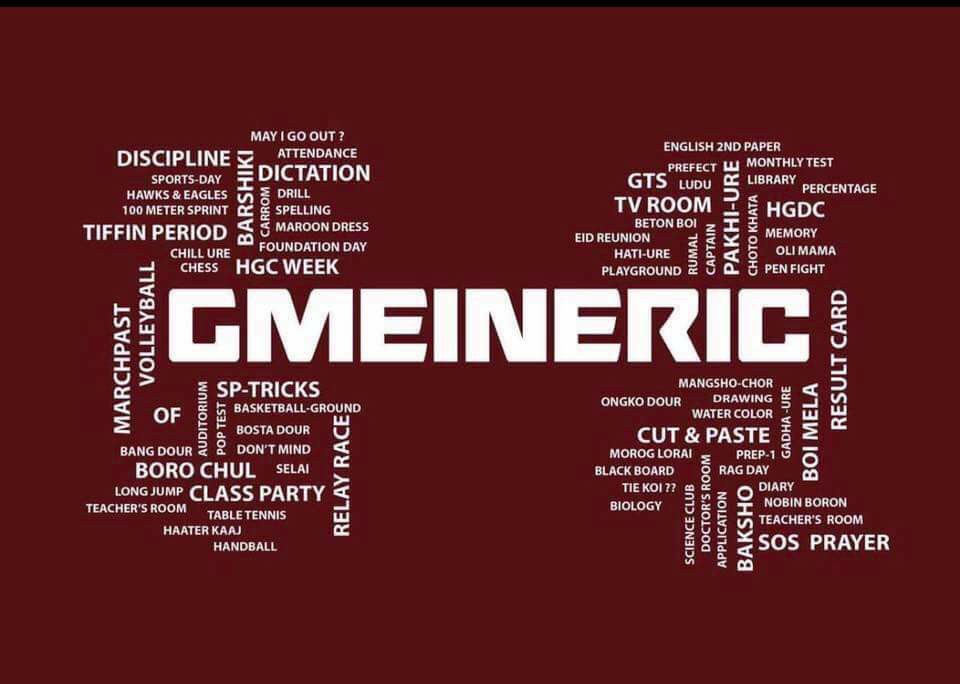 MAY I GO OUT ?
ATTENDANCE
DISCIPLINE
DICTATION
SPORTS-DAY
DRILL
HAWKS & EAGLES
SPELLING
100 METER SPRINT
MAROON DRESS
TIFFIN PERIOD
FOUNDATION DAY
CHILL URE
CHESS
HGC WEEK
BARSHIKI
CARROM
ENGLISH 2ND PAPER
PREFECT
MONTHLY TEST
GTS
LUDU
LIBRARY
PERCENTAGE
TV ROOM
HGDC
BETON BOI
MEMORY
EID REUNION
OLI MAMA
HATI-URE
PLAYGROUND
PEN FIGHT
RUMAL
CAPTAIN
PAKHI-URE
CHOTO KHATA
GMEINERIC
MARCHPAST
VOLLEYBALL
RESULT CARD
SP-TRICKS
OF
AUDITORIUM
POP TEST
BASKETBALL-GROUND
BOSTA DOUR
BANG DOUR
DON'T MIND
BORO CHUL
SELAI
LONG JUMP
CLASS PARTY
TEACHER'S ROOM
TABLE TENNIS
HAATER KAAJ
HANDBALL
RELAY RACE
MANGSHO-CHOR
ONGKO DOUR
DRAWING
WATER COLOR
CUT & PASTE
GADHA -URE
BOI MELA
MOROG LORAI
PREP-1
BLACK BOARD
RAG DAY
TIE KOI ??
DIARY
BIOLOGY
NOBIN BORON
TEACHER'S ROOM
SOS PRAYER
SCIENCE CLUB
DOCTOR'S ROOM
APPLICATION
BAKSHO